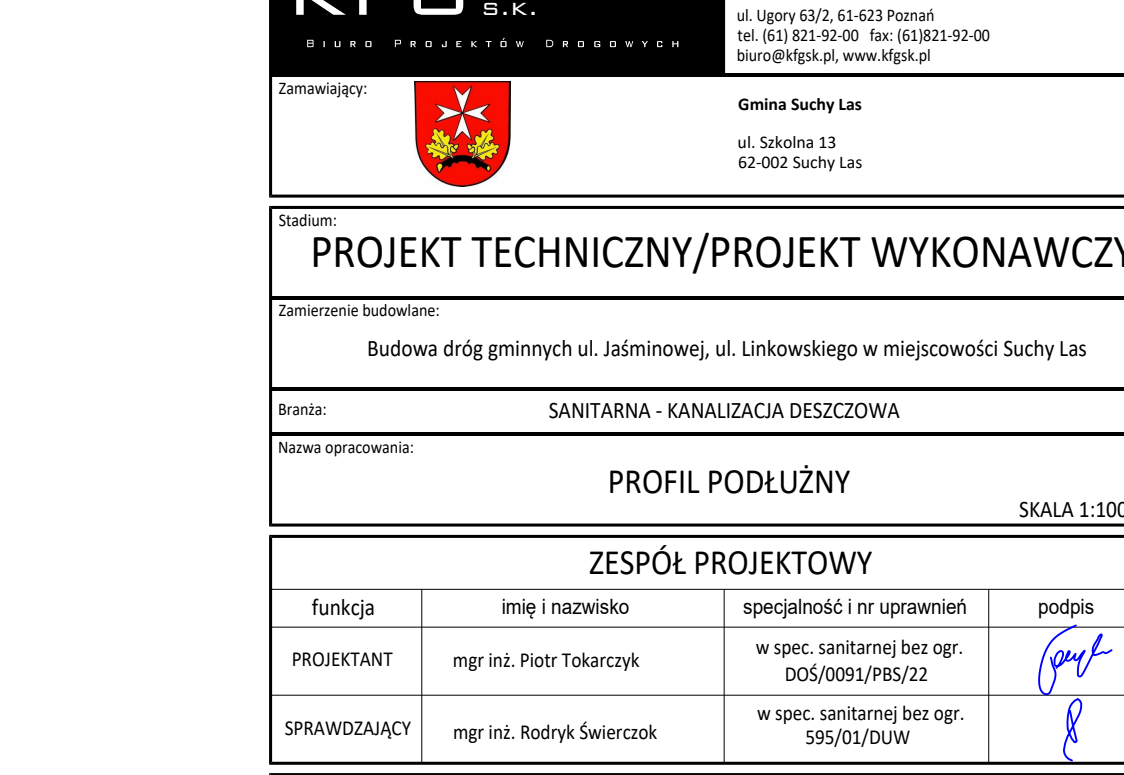 S.K.
BIURO PROJEKTÓW DROGOWYCH
ul. Ugory 63/2, 61-623 Poznań
tel. (61) 821-92-00 fax: (61)821-92-00
biuro@kfgsk.pl, www.kfgsk.pl
Zamawiający:
Gmina Suchy Las
ul. Szkolna 13
62-002 Suchy Las
Stadium:
PROJEKT TECHNICZNY/PROJEKT WYKONAWCZY
Zamierzenie budowlane:
Budowa dróg gminnych ul. Jaśminowej, ul. Linkowskiego w miejscowości Suchy Las
Branża:
SANITARNA - KANALIZACJA DESZCZOWA
Nazwa opracowania:
PROFIL PODŁUŻNY
SKALA 1:100
ZESPÓŁ PROJEKTOWY
funkcja imię i nazwisko specjalność i nr uprawnień podpis
PROJEKTANT mgr inż. Piotr Tokarczyk w spec. sanitarnej bez ogr.
DOŚ/0091/PBS/22
SPRAWDZAJĄCY mgr inż. Rodryk Świerczok w spec. sanitarnej bez ogr.
595/01/DUW